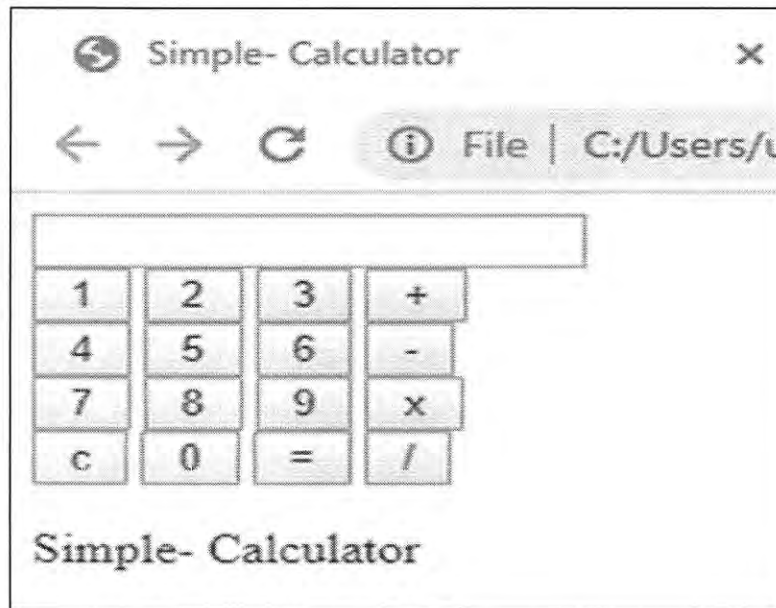 Simple- Calculator ×
File | C:/Users/u
1 2 3 +
4 5 6 -
7 8 9 x
c 0 = /
Simple- Calculator